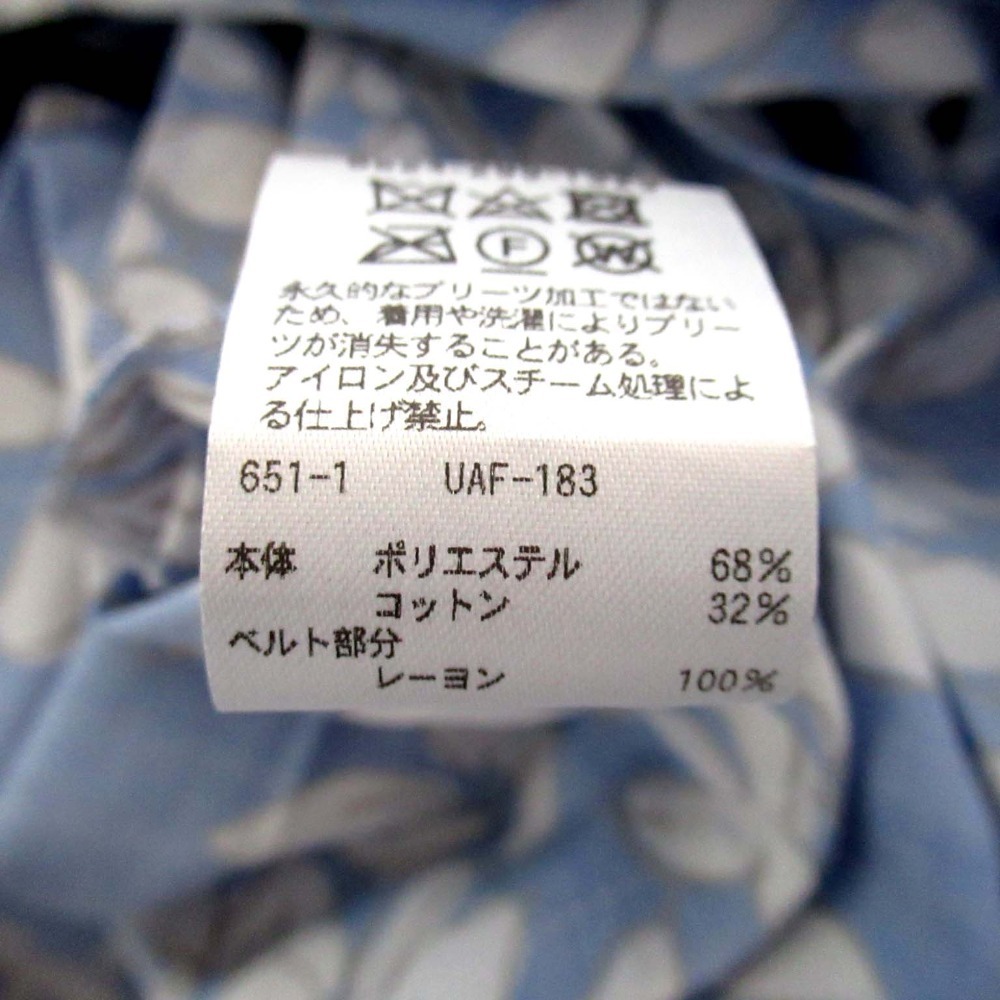 F W
永久的なプリーツ加工ではない
ため、着用や洗濯によりプリー
ツが消失することがある。
アイロン及びスチーム処理によ
る仕上げ禁止。
651-1 UAF-183
本体 ポリエステル 68%
コットン 32%
ベルト部分
レーヨン 100%